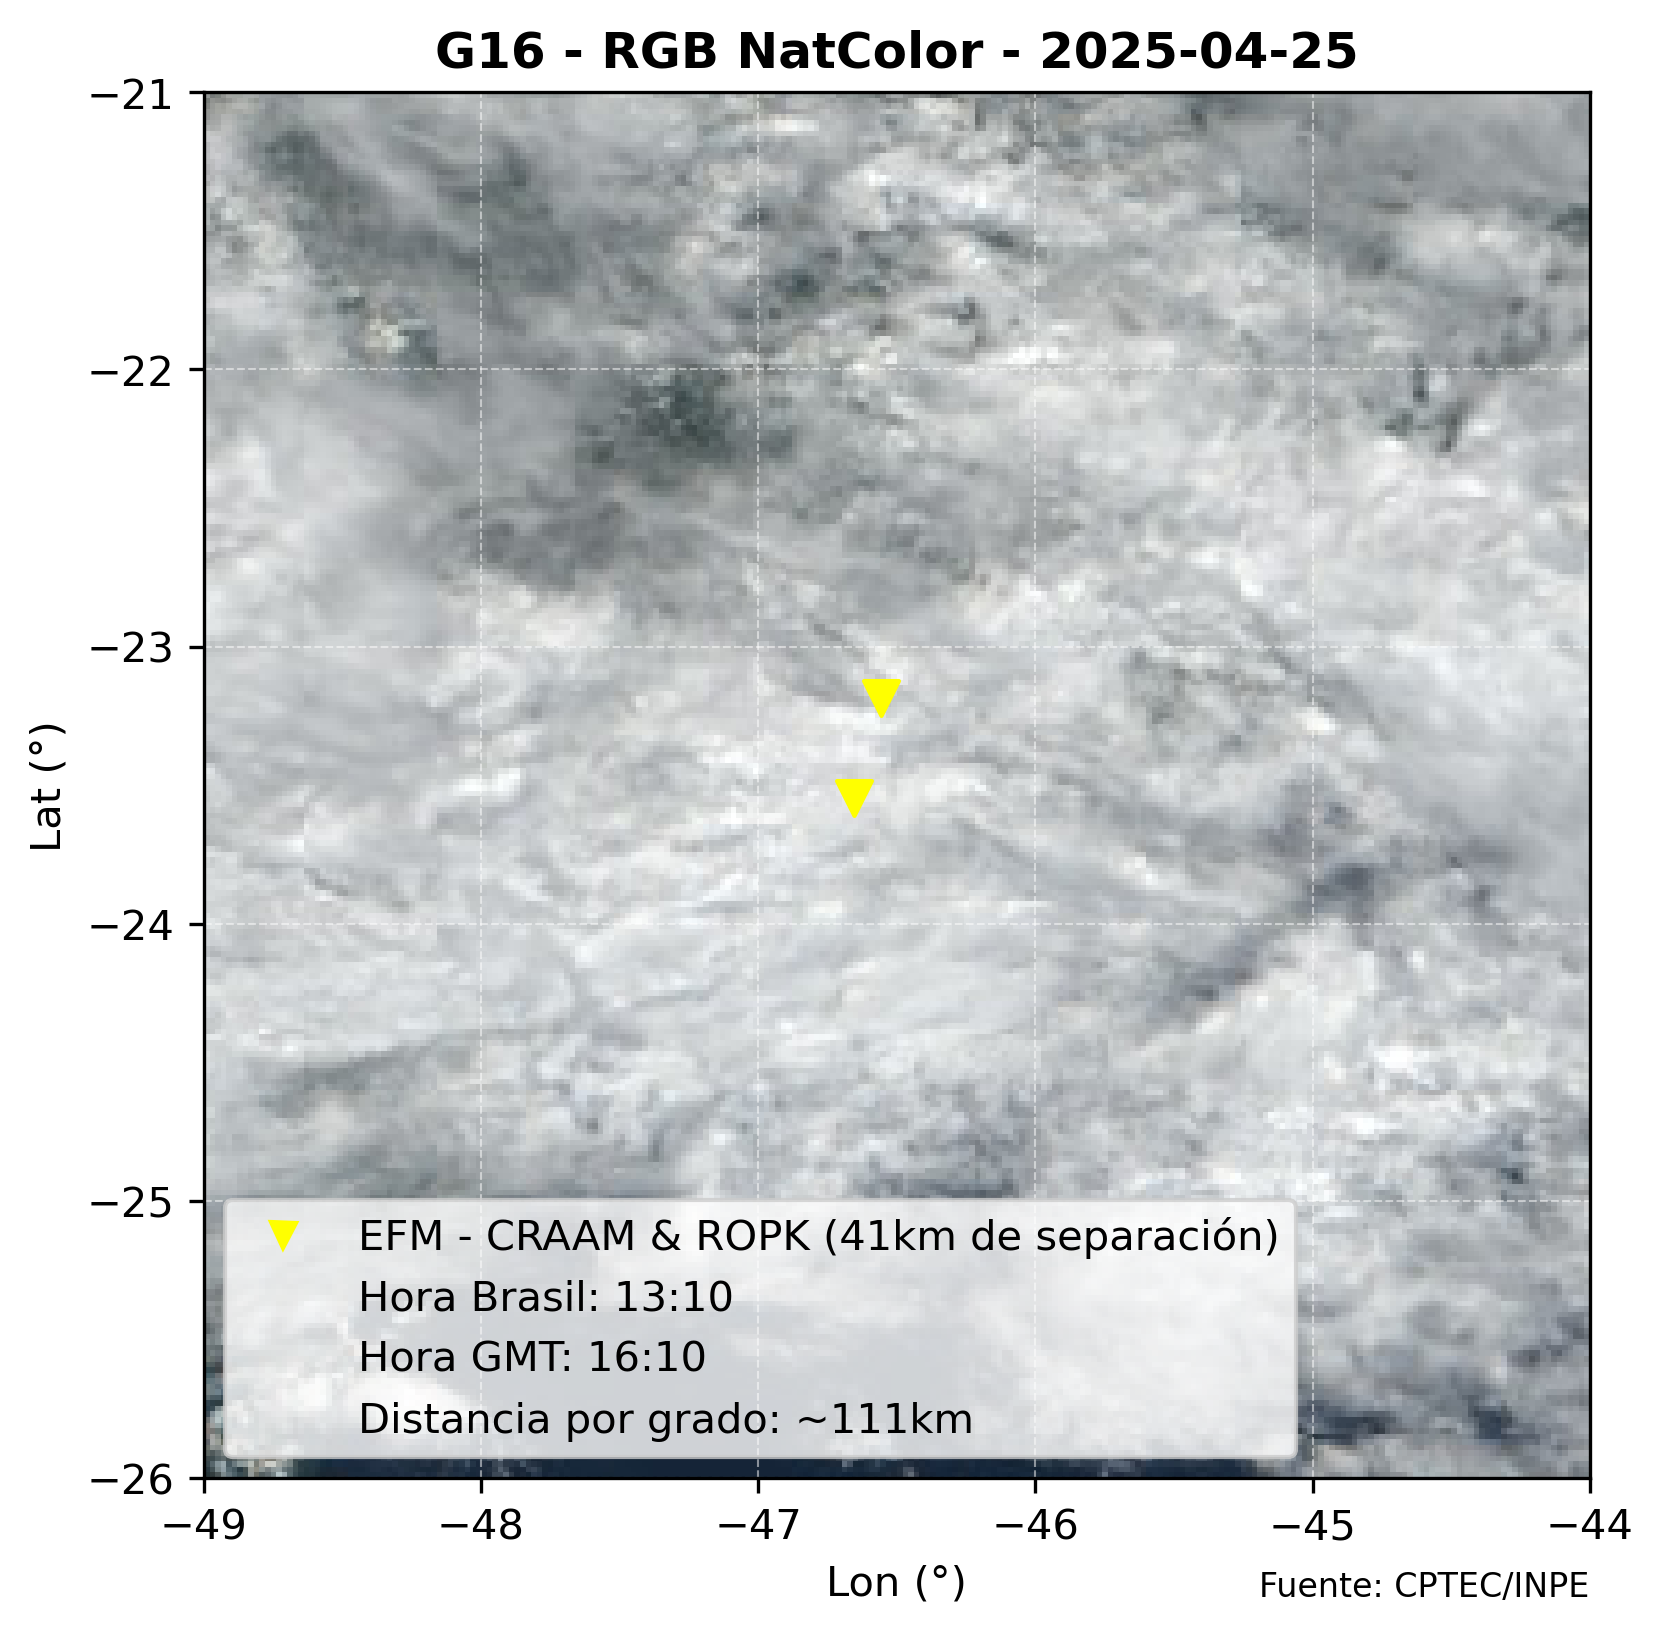 G16 - RGB NatColor - 2025-04-25
−21
−22
−23
−24
−25
−26
Lat (°)
EFM - CRAAM & ROPK (41km de separación)
Hora Brasil: 13:10
Hora GMT: 16:10
Distancia por grado: ~111km
−49 −48 −47 −46 −45 −44
Lon (°)
Fuente: CPTEC/INPE